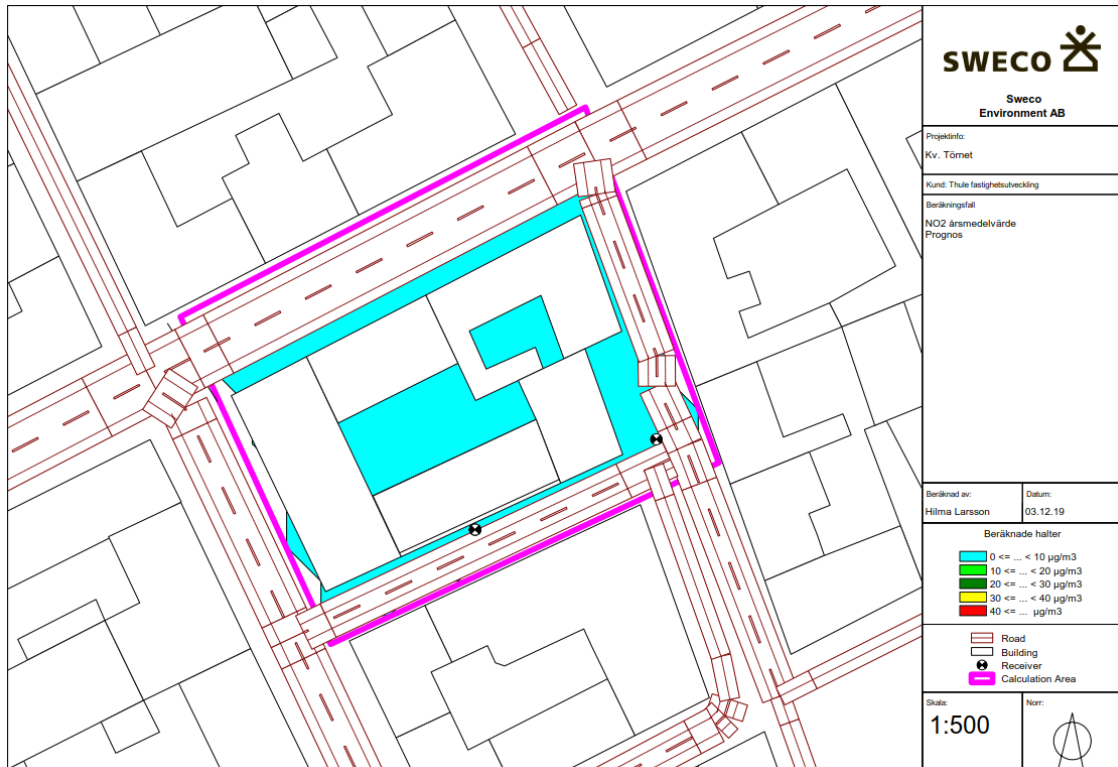 SWECO
Sweco
Environment AB
Projektinfo:
Kv. Törnet
Kund: Thule fastighetsutveckling
Beräkningsfall
NO2 årsmedelvärde
Prognos
Beräknad av:
Hilma Larsson
Datum:
03.12.19
Beräknade halter
0 <= ... < 10 µg/m3
10 <= ... < 20 µg/m3
20 <= ... < 30 µg/m3
30 <= ... < 40 µg/m3
40 <= ... µg/m3
Road
Building
Receiver
Calculation Area
Skala:
1:500
Norr: